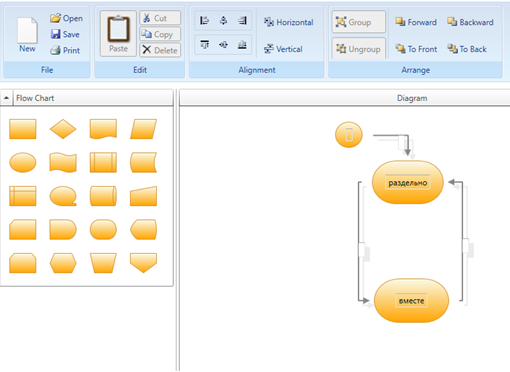 New
Open
Save
Print
File
Paste
Cut
Copy
Delete
Edit
Horizontal
Vertical
Alignment
Group
Ungroup
Forward
Backward
To Front
To Back
Arrange
Flow Chart
Diagram
раздельно
вместе